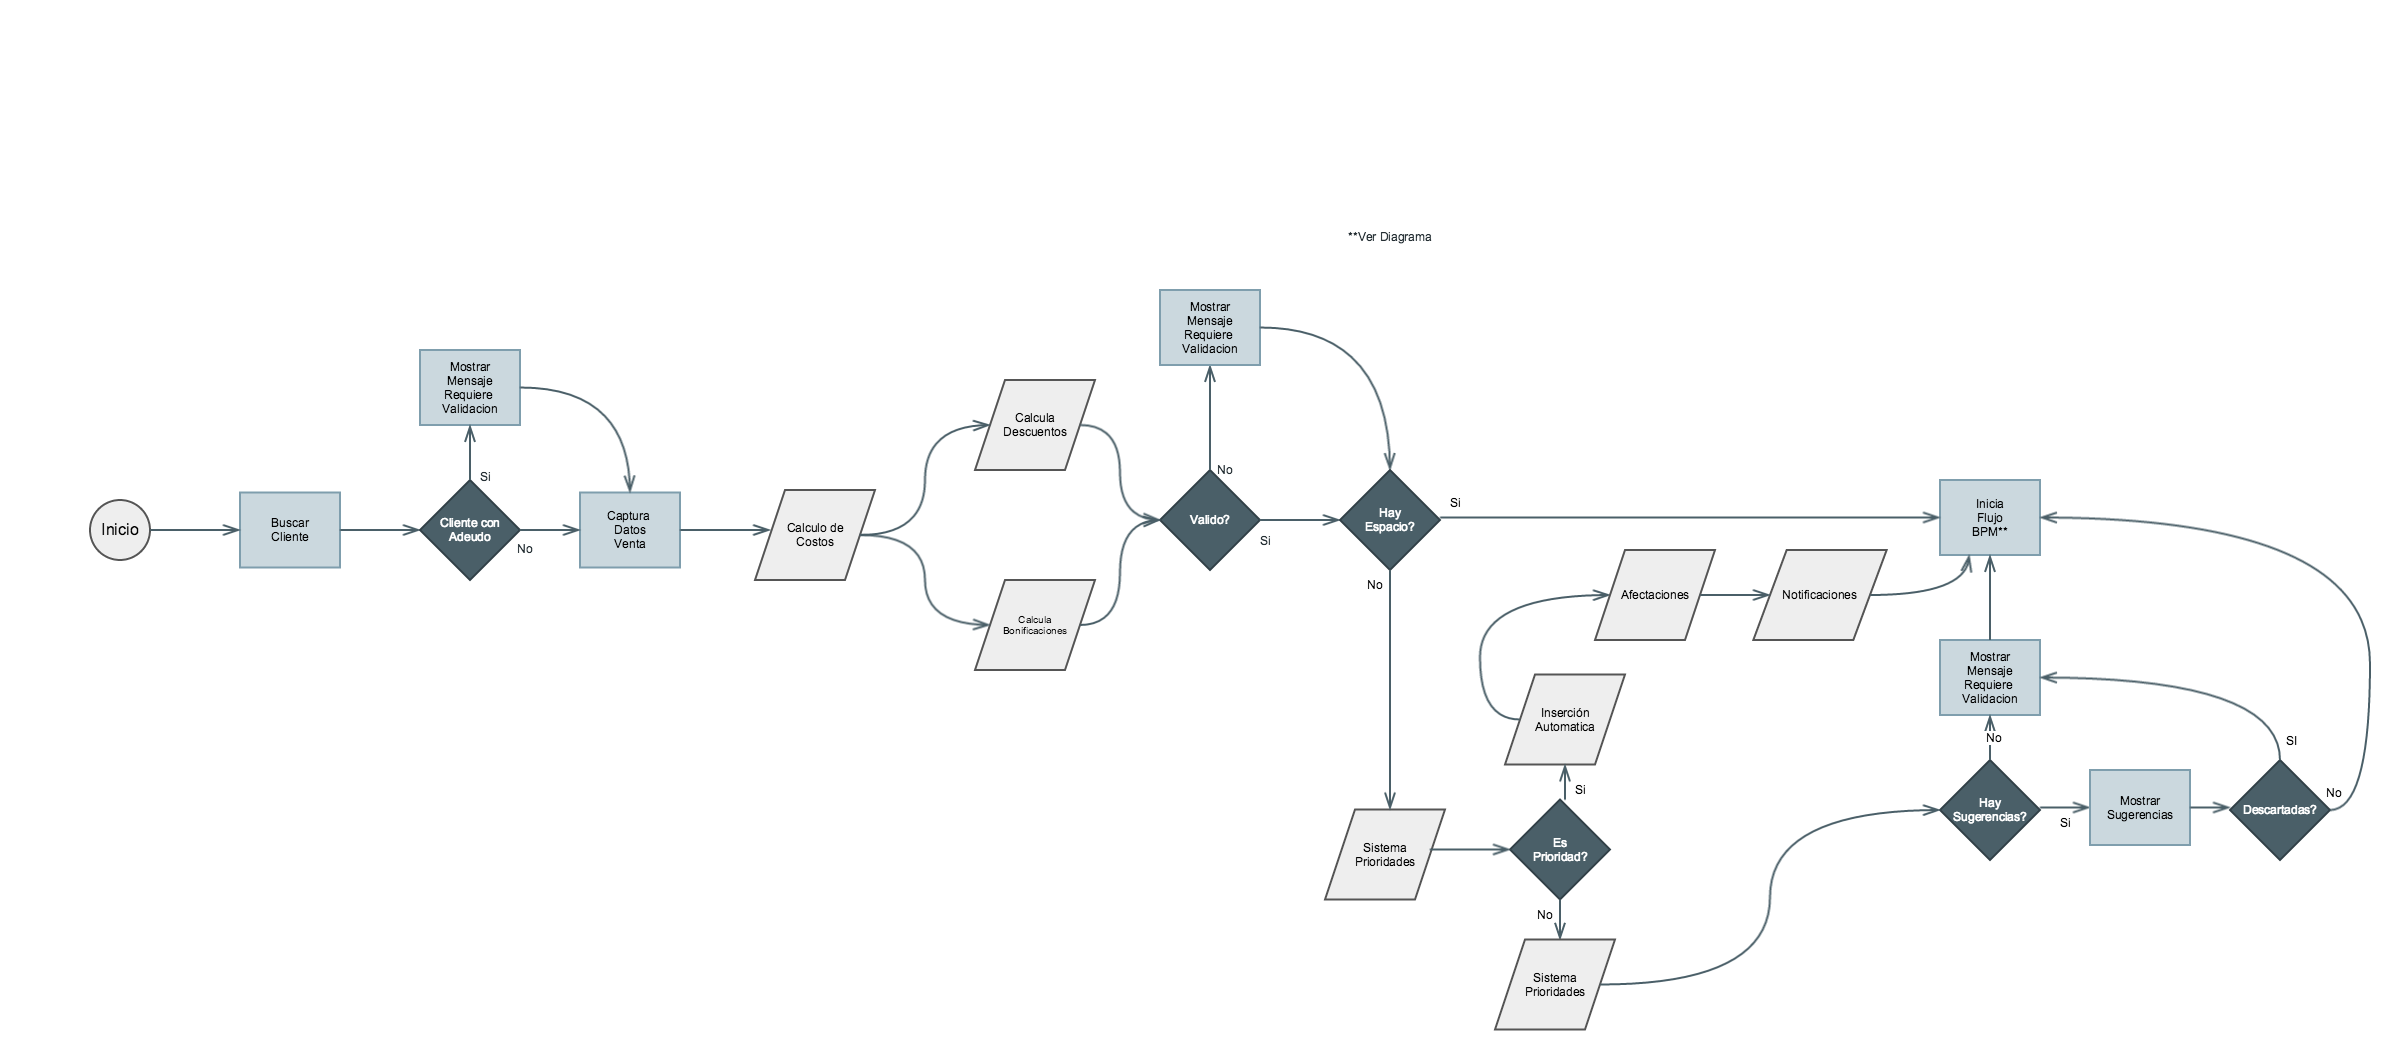 **Ver Diagrama
Mostrar
Mensaje
Requiere
Validacion
Mostrar
Mensaje
Requiere
Validacion
Si
Inicio
Buscar
Cliente
Cliente con
Adeudo
No
Captura
Datos
Venta
Calculo de
Costos
Calcula
Descuentos
Calcula
Bonificaciones
No
Valido?
Si
Hay
Espacio?
Si
No
Inicia
Flujo
BPM**
Afectaciones
Notificaciones
Inserción
Automatica
Si
Sistema
Prioridades
Es
Prioridad?
No
Sistema
Prioridades
Mostrar
Mensaje
Requiere
Validacion
No
Hay
Sugerencias?
Si
Mostrar
Sugerencias
SI
Descartadas?
No